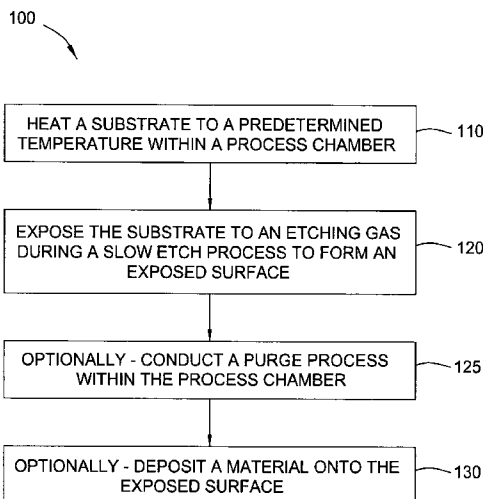 100
HEAT A SUBSTRATE TO A PREDETERMINED
TEMPERATURE WITHIN A PROCESS CHAMBER
110
EXPOSE THE SUBSTRATE TO AN ETCHING GAS
DURING A SLOW ETCH PROCESS TO FORM AN
EXPOSED SURFACE
120
OPTIONALLY - CONDUCT A PURGE PROCESS
WITHIN THE PROCESS CHAMBER
125
OPTIONALLY - DEPOSIT A MATERIAL ONTO THE
EXPOSED SURFACE
130